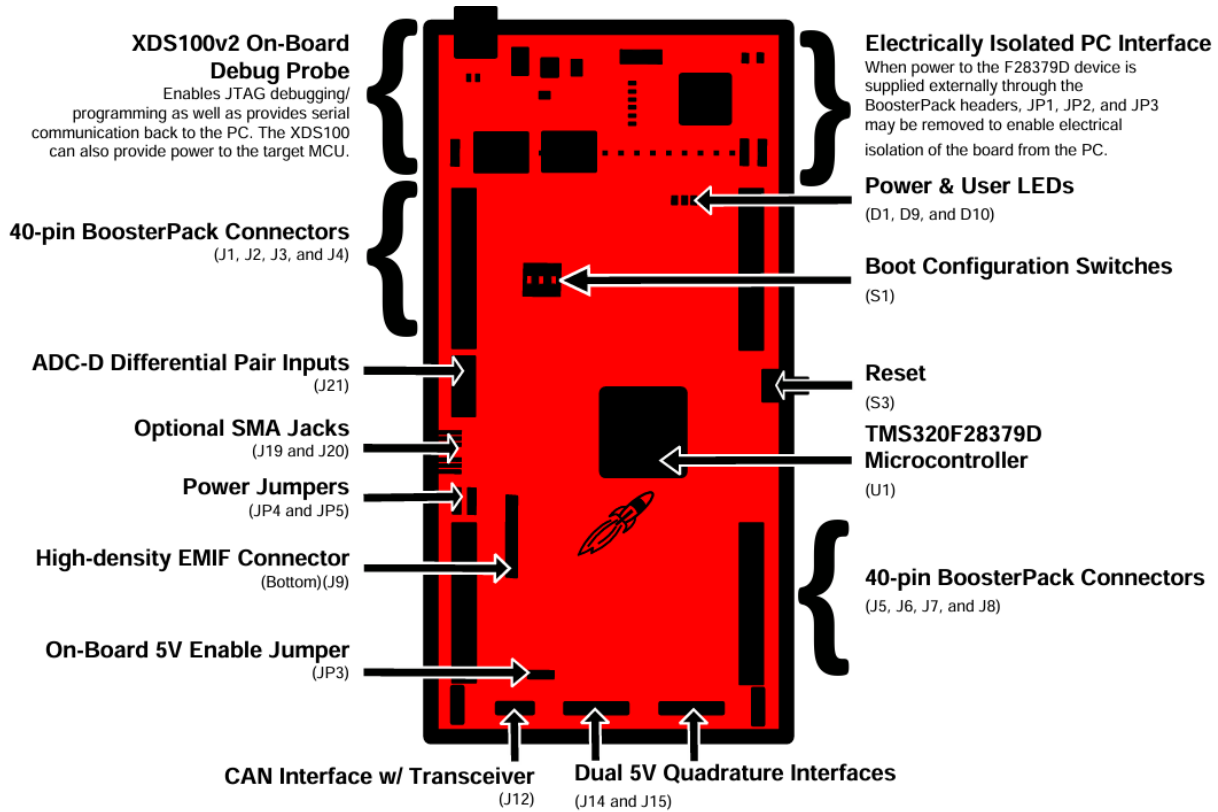 XDS100v2 On-Board
Debug Probe
Enables JTAG debugging/
programming as well as provides serial
communication back to the PC. The XDS100
can also provide power to the target MCU.
40-pin BoosterPack Connectors
(J1, J2, J3, and J4)
ADC-D Differential Pair Inputs
(J21)
Optional SMA Jacks
(J19 and J20)
Power Jumpers
(JP4 and JP5)
High-density EMIF Connector
(Bottom)(J9)
On-Board 5V Enable Jumper
(JP3)
CAN Interface w/ Transceiver
(J12)
Dual 5V Quadrature Interfaces
(J14 and J15)
Electrically Isolated PC Interface
When power to the F28379D device is
supplied externally through the
BoosterPack headers, JP1, JP2, and JP3
may be removed to enable electrical
isolation of the board from the PC.
Power & User LEDs
(D1, D9, and D10)
Boot Configuration Switches
(S1)
Reset
(S3)
TMS320F28379D
Microcontroller
(U1)
40-pin BoosterPack Connectors
(J5, J6, J7, and J8)